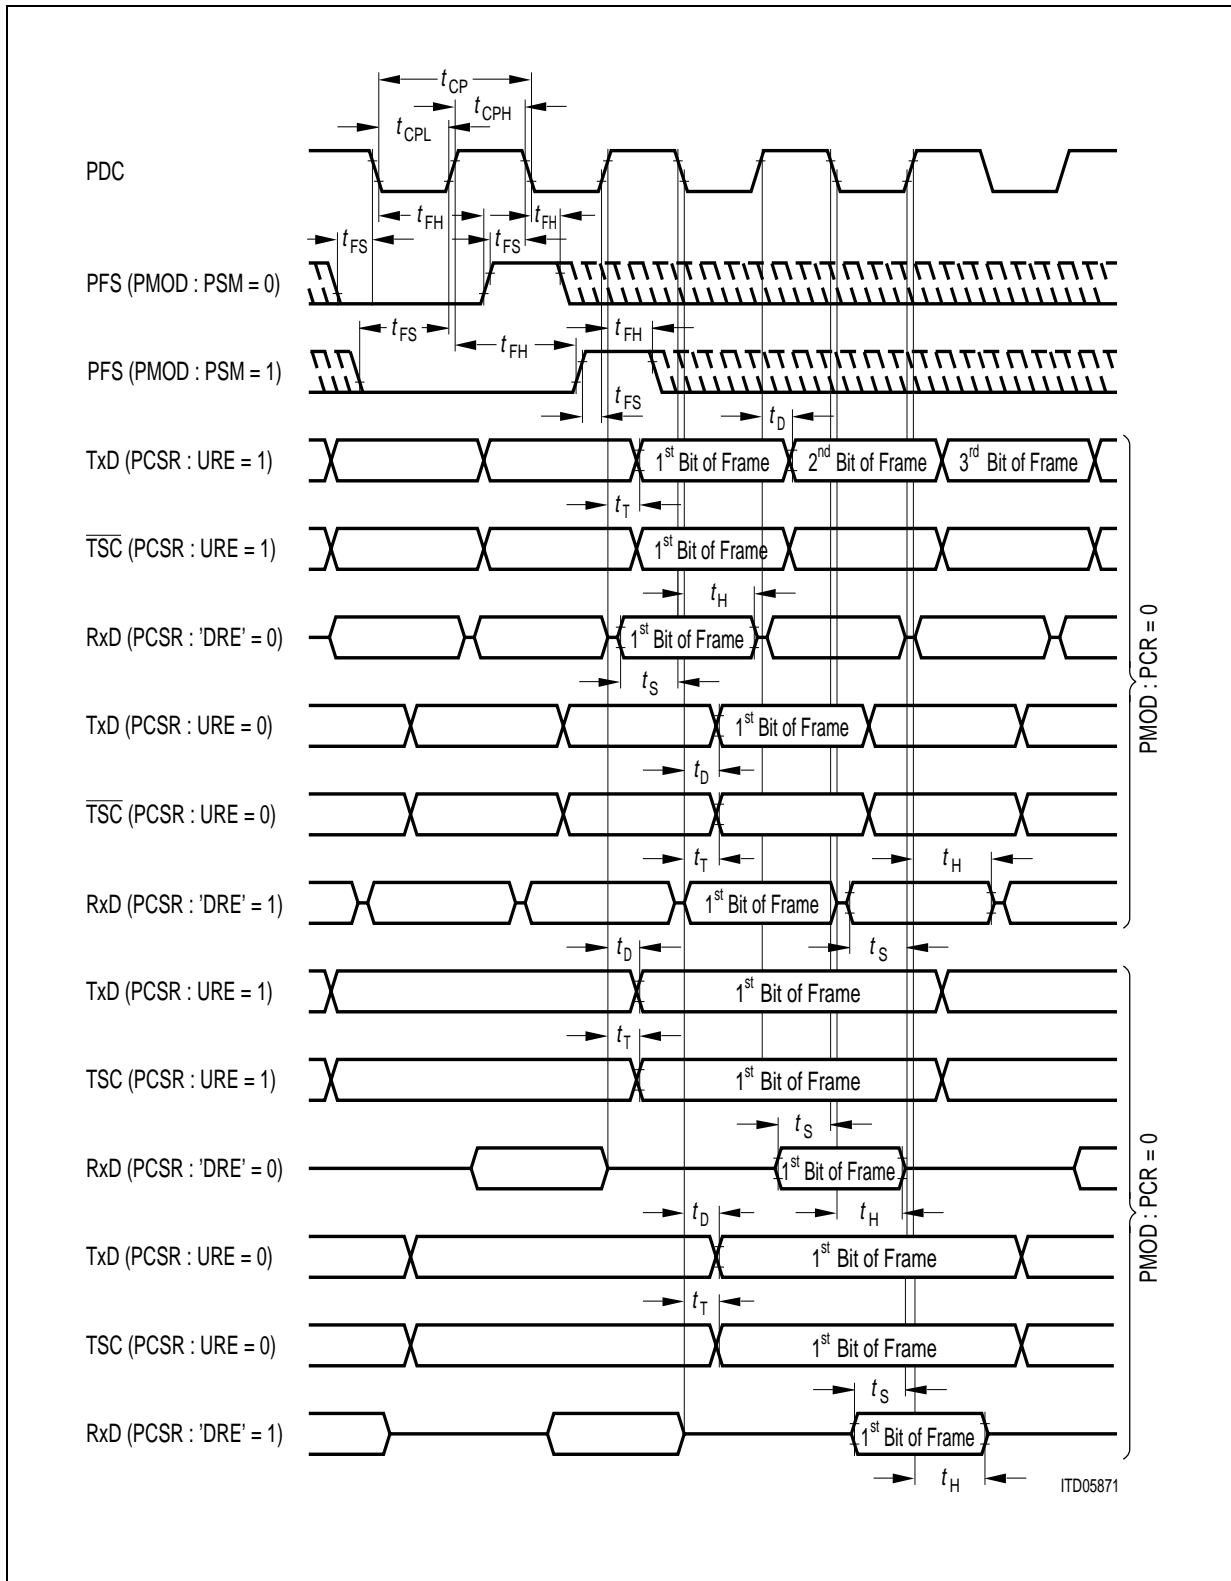 tCP
tCPH
tCPL
PDC
tFH
tFH
tFS
tFS
PFS (PMOD : PSM = 0)
tFS
tFH
tFH
PFS (PMOD : PSM = 1)
tFS
tD
TxD (PCSR : URE = 1)
1st Bit of Frame
2nd Bit of Frame
3rd Bit of Frame
tT
TSC (PCSR : URE = 1)
1st Bit of Frame
tH
RxD (PCSR : 'DRE' = 0)
1st Bit of Frame
tS
TxD (PCSR : URE = 0)
1st Bit of Frame
tD
TSC (PCSR : URE = 0)
tT
tH
RxD (PCSR : 'DRE' = 1)
1st Bit of Frame
tD
tS
PMOD : PCR = 0
TxD (PCSR : URE = 1)
1st Bit of Frame
tT
TSC (PCSR : URE = 1)
1st Bit of Frame
tS
RxD (PCSR : 'DRE' = 0)
1st Bit of Frame
tD
tH
TxD (PCSR : URE = 0)
1st Bit of Frame
tT
TSC (PCSR : URE = 0)
1st Bit of Frame
tS
RxD (PCSR : 'DRE' = 1)
1st Bit of Frame
tH
PMOD : PCR = 0
ITD05871